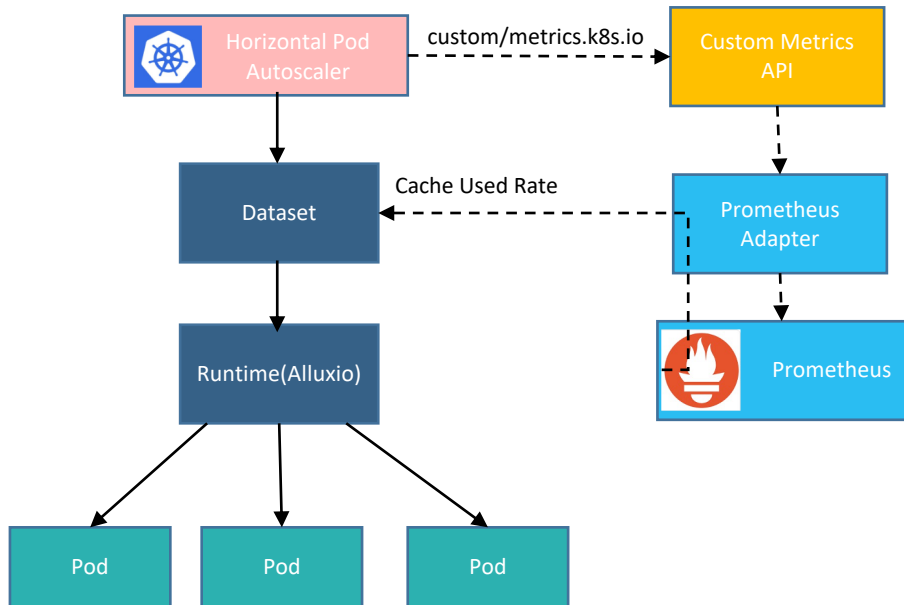 Horizontal Pod
Autoscaler
custom/metrics.k8s.io
Custom Metrics
API
Dataset
Cache Used Rate
Prometheus
Adapter
Runtime(Alluxio)
Prometheus
Pod
Pod
Pod